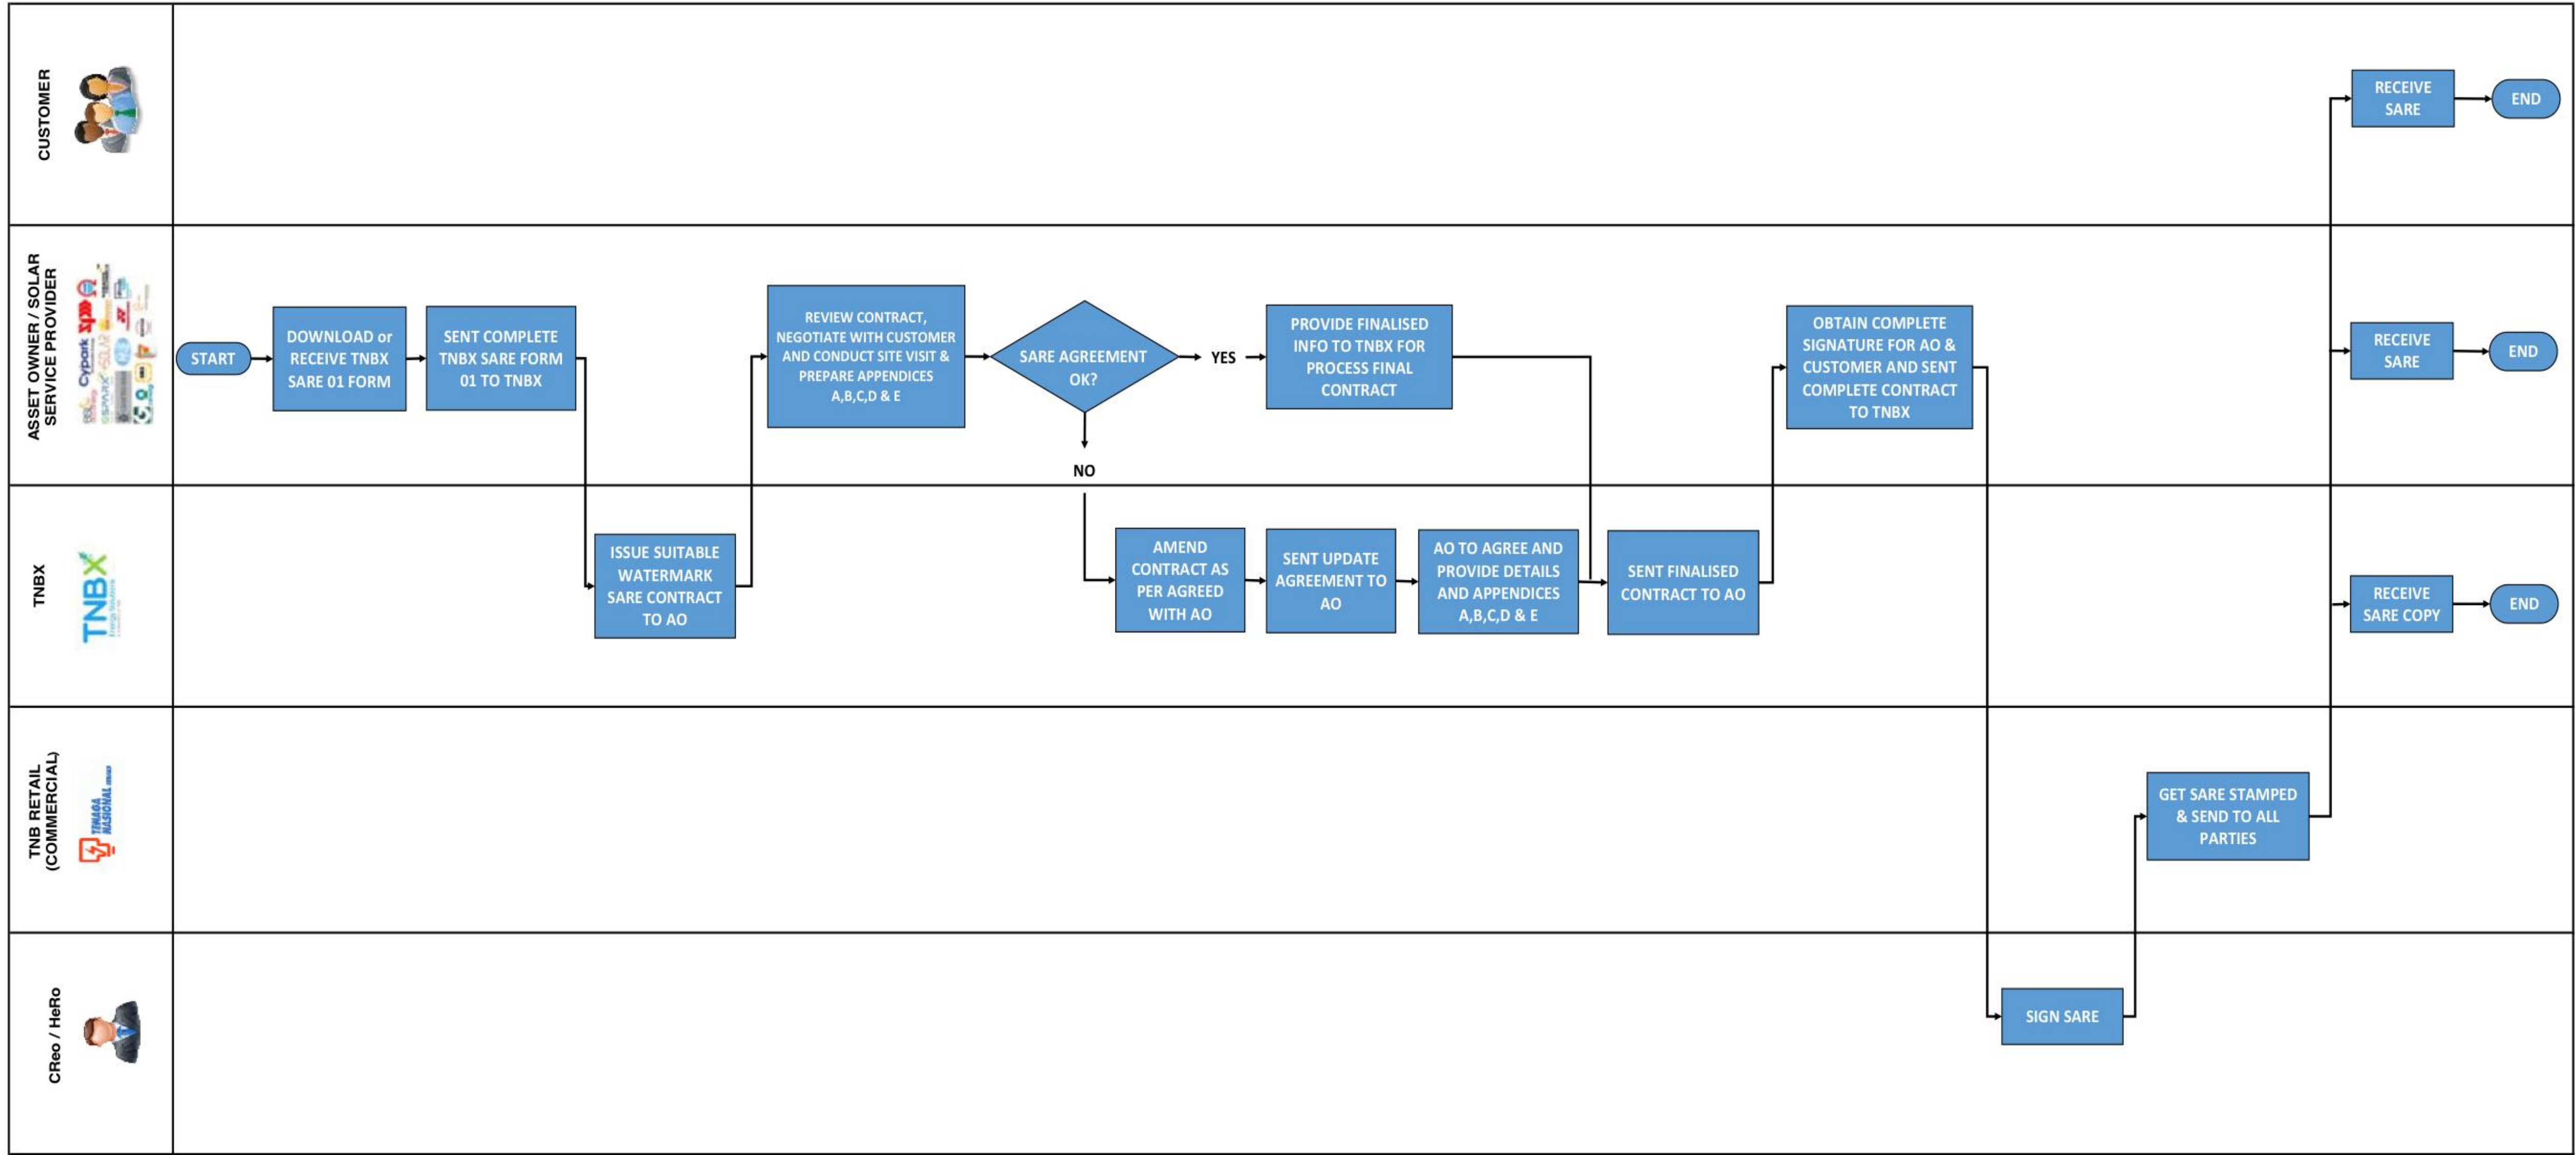 CUSTOMER
RECEIVE
SARE
END
ASSET OWNER / SOLAR
SERVICE PROVIDER
Cypark
START
DOWNLOAD or
RECEIVE TNBX
SARE 01 FORM
SENT COMPLETE
TNBX SARE FORM
01 TO TNBX
REVIEW CONTRACT,
NEGOTIATE WITH CUSTOMER
AND CONDUCT SITE VISIT &
PREPARE APPENDICES
A,B,C,D & E
SARE AGREEMENT
OK?
YES
NO
PROVIDE FINALISED
INFO TO TNBX FOR
PROCESS FINAL
CONTRACT
OBTAIN COMPLETE
SIGNATURE FOR AO &
CUSTOMER AND SENT
COMPLETE CONTRACT
TO TNBX
RECEIVE
SARE
END
TNBX
TNBX
ISSUE SUITABLE
WATERMARK
SARE CONTRACT
TO AO
AMEND
CONTRACT AS
PER AGREED
WITH AO
SENT UPDATE
AGREEMENT TO
AO
AO TO AGREE AND
PROVIDE DETAILS
AND APPENDICES
A,B,C,D & E
SENT FINALISED
CONTRACT TO AO
RECEIVE
SARE COPY
END
TNB RETAIL
(COMMERCIAL)
TENAGA
NASIONAL
GET SARE STAMPED
& SEND TO ALL
PARTIES
CReo / HeRo
SIGN SARE